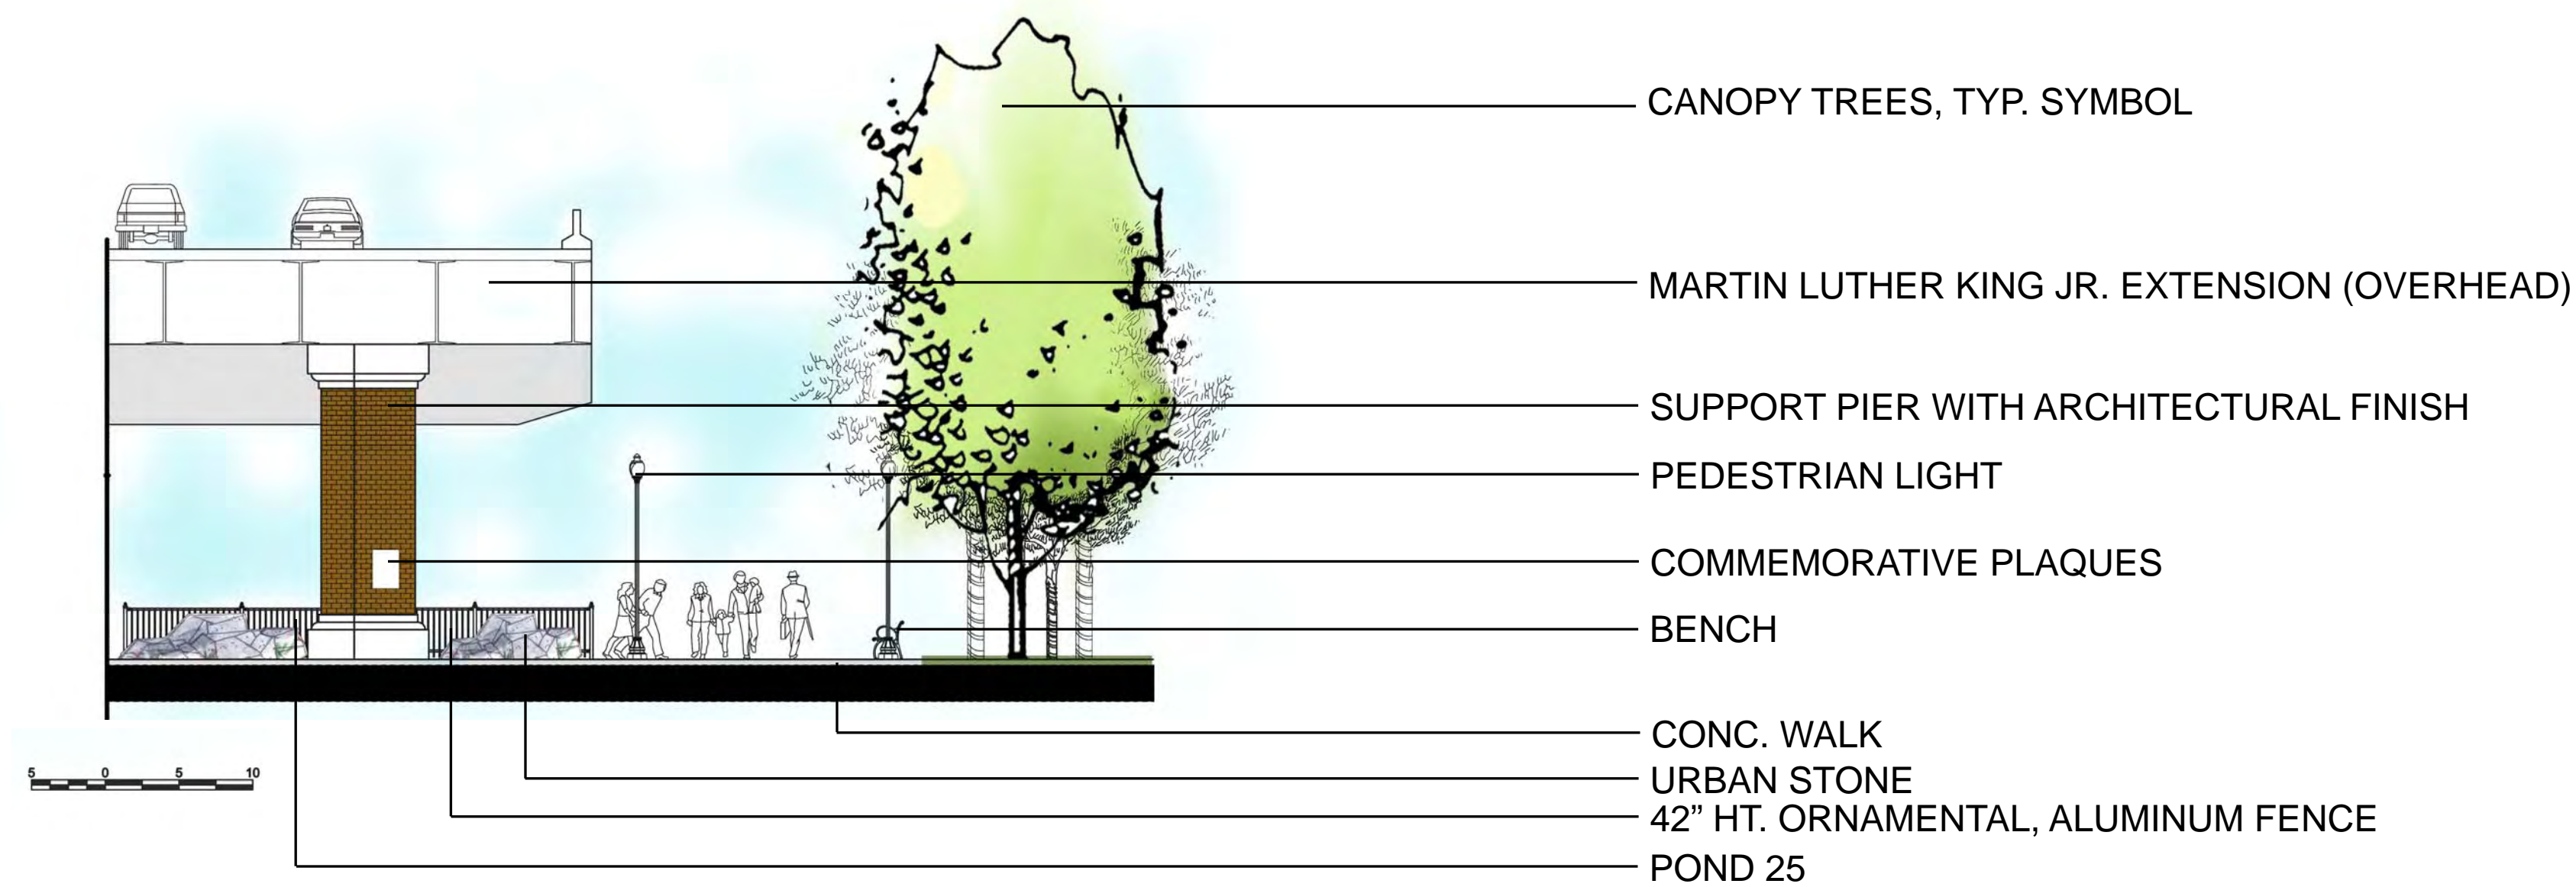 CANOPY TREES, TYP. SYMBOL
MARTIN LUTHER KING JR. EXTENSION (OVERHEAD)
SUPPORT PIER WITH ARCHITECTURAL FINISH
PEDESTRIAN LIGHT
COMMEMORATIVE PLAQUES
BENCH
CONC. WALK
5 0 5 10
URBAN STONE
42” HT. ORNAMENTAL, ALUMINUM FENCE
POND 25